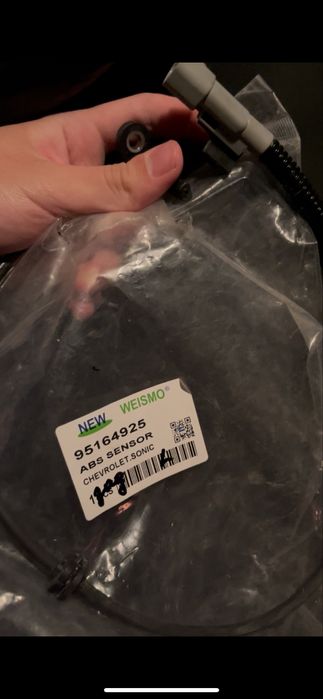 NEW WEISMO®
95164925
ABS SENSOR
CHEVROLET.SONIC